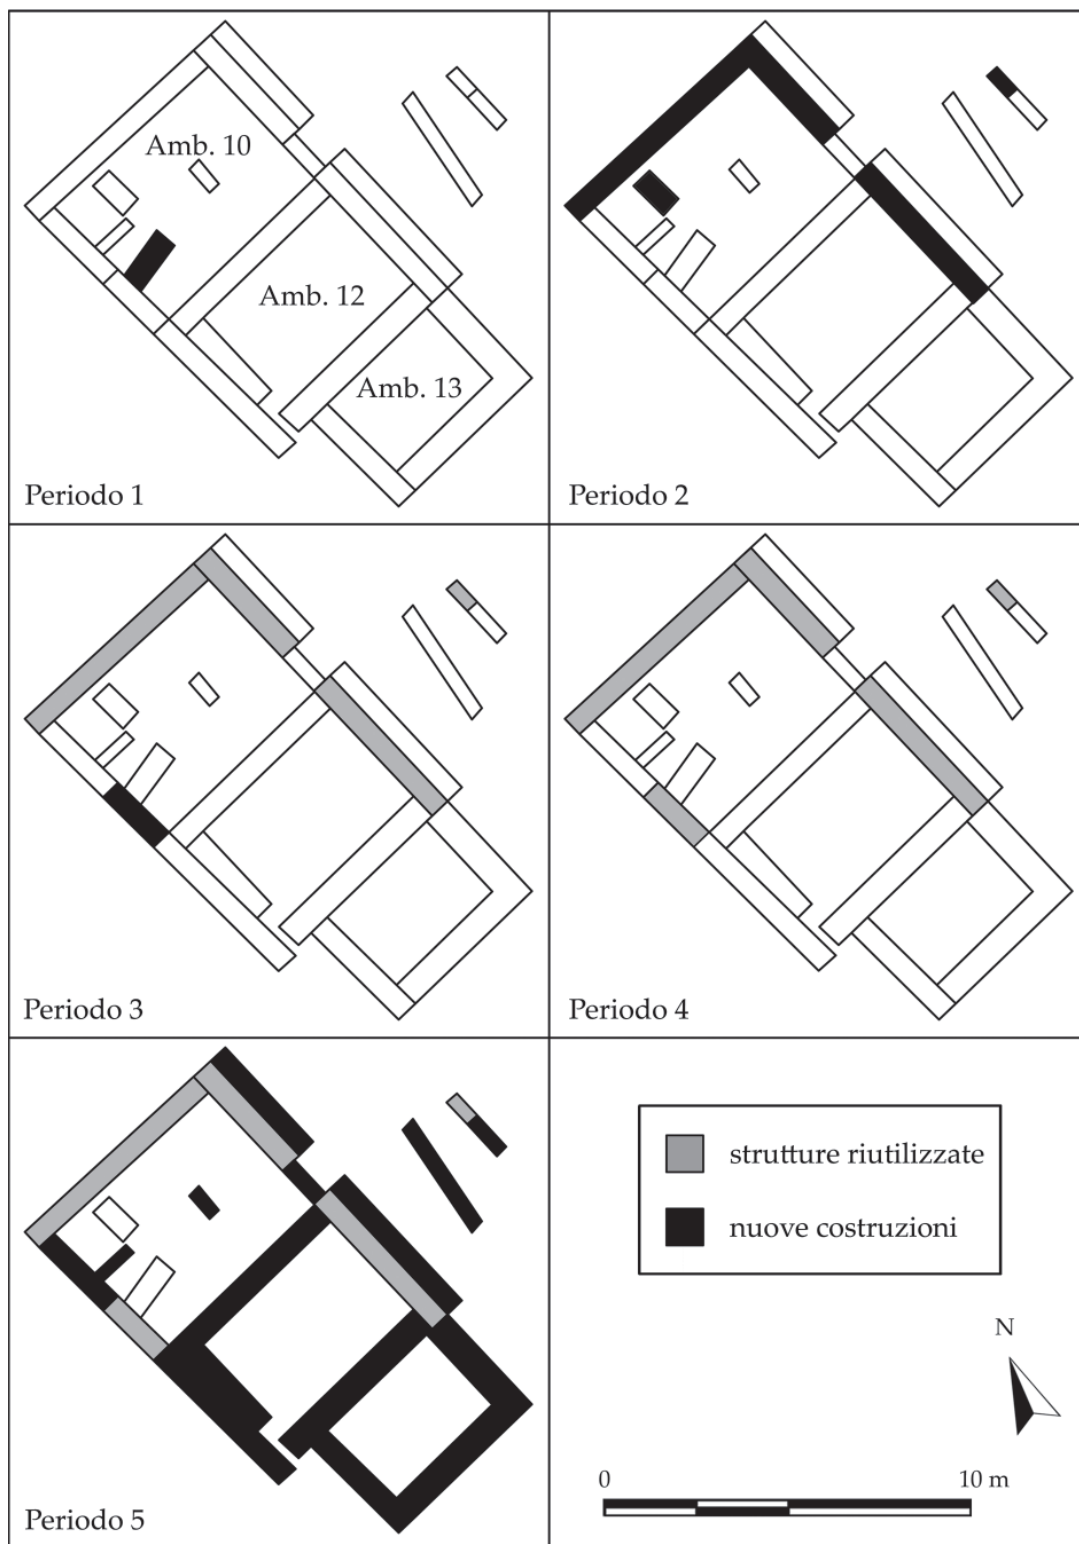 Amb. 10
Amb. 12
Amb. 13
Periodo 1
Periodo 2
Periodo 3
Periodo 4
Periodo 5
strutture riutilizzate
nuove costruzioni
N
0 10 m